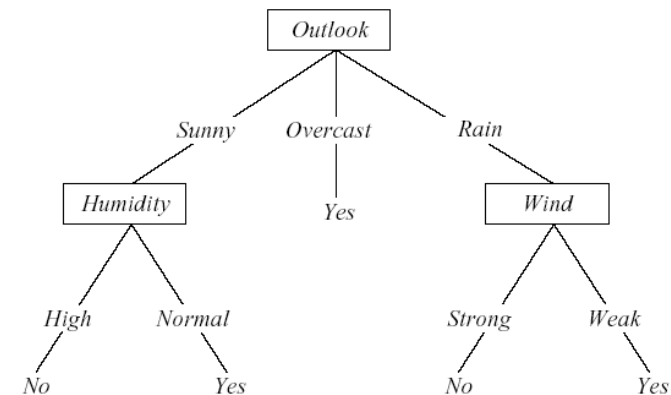 Outlook
Sunny Overcast Rain
Humidity Yes Wind
High Normal Strong Weak
No Yes No Yes